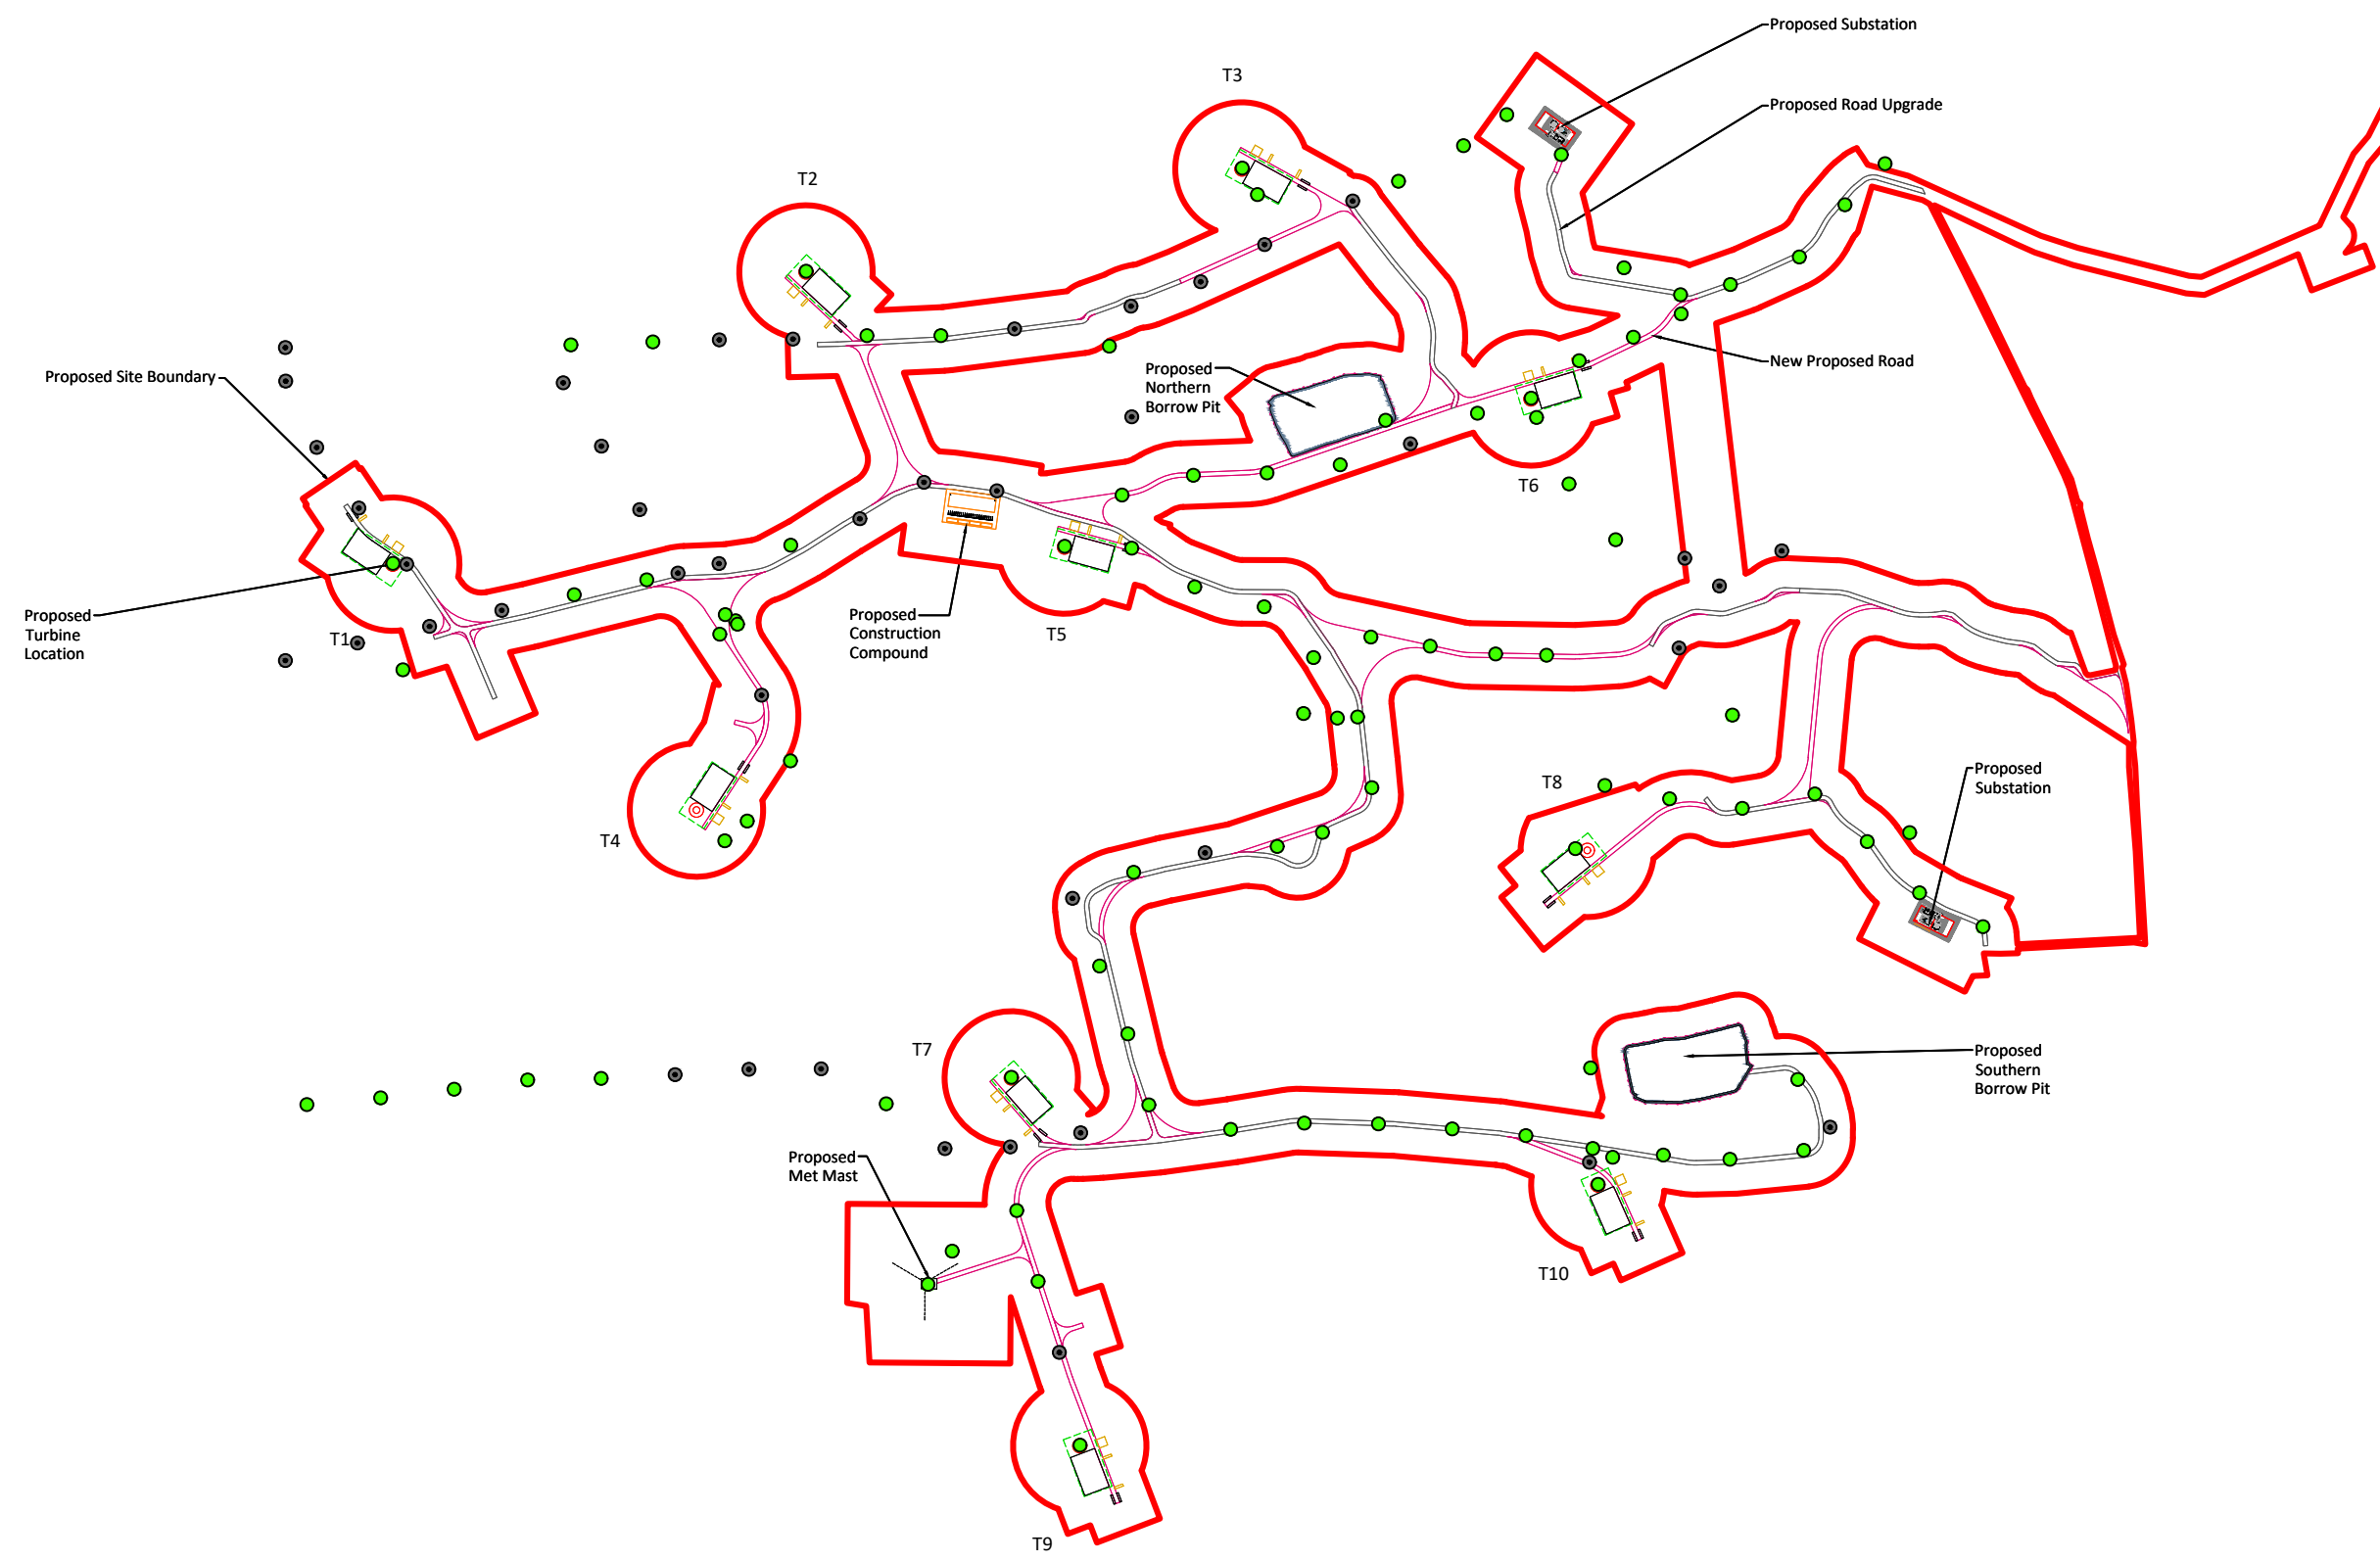 Proposed Substation
T3
Proposed Road Upgrade
T2
New Proposed Road
Proposed
Northern
Borrow Pit
Proposed Site Boundary
T6
Proposed
Turbine
Location
T1
Proposed
Construction
Compound
T5
Proposed
Substation
T8
T4
T7
Proposed
Southern
Borrow Pit
Proposed
Met Mast
T10
T9